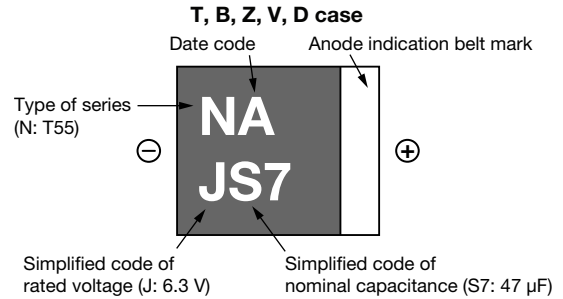 T, B, Z, V, D case
Date code
Anode indication belt mark
Type of series
(N: T55)
NA
JS7
⊖
⊕
Simplified code of
rated voltage (J: 6.3 V)
Simplified code of
nominal capacitance (S7: 47 µF)